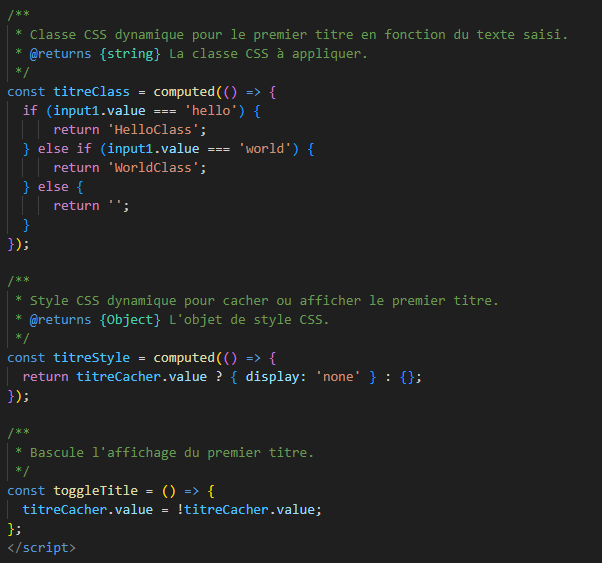 /**
 * Classe CSS dynamique pour le premier titre en fonction du texte saisi.
 * @returns {string} La classe CSS à appliquer.
 */
const titreClass = computed(() => {
  if (input1.value === 'hello') {
      return 'HelloClass';
  } else if (input1.value === 'world') {
      return 'WorldClass';
  } else {
      return '';
  }
});

/**
 * Style CSS dynamique pour cacher ou afficher le premier titre.
 * @returns {Object} L'objet de style CSS.
 */
const titreStyle = computed(() => {
  return titreCacher.value ? { display: 'none' } : {};
});

/**
 * Bascule l'affichage du premier titre.
 */
const toggleTitle = () => {
  titreCacher.value = !titreCacher.value;
};
</script>